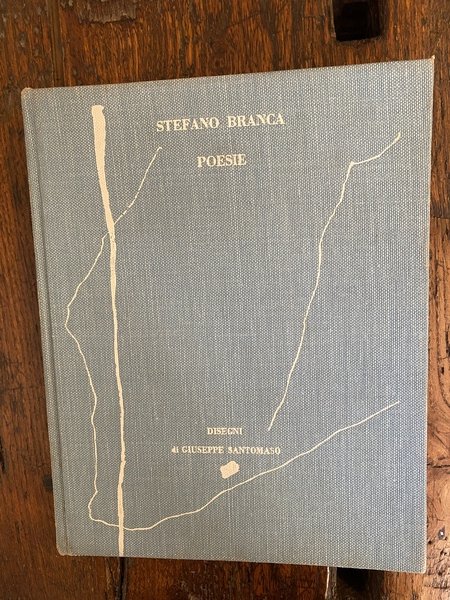 STEFANO BRANCA
POESIE
DISEGNI
di GIUSEPPE SANTOMASO